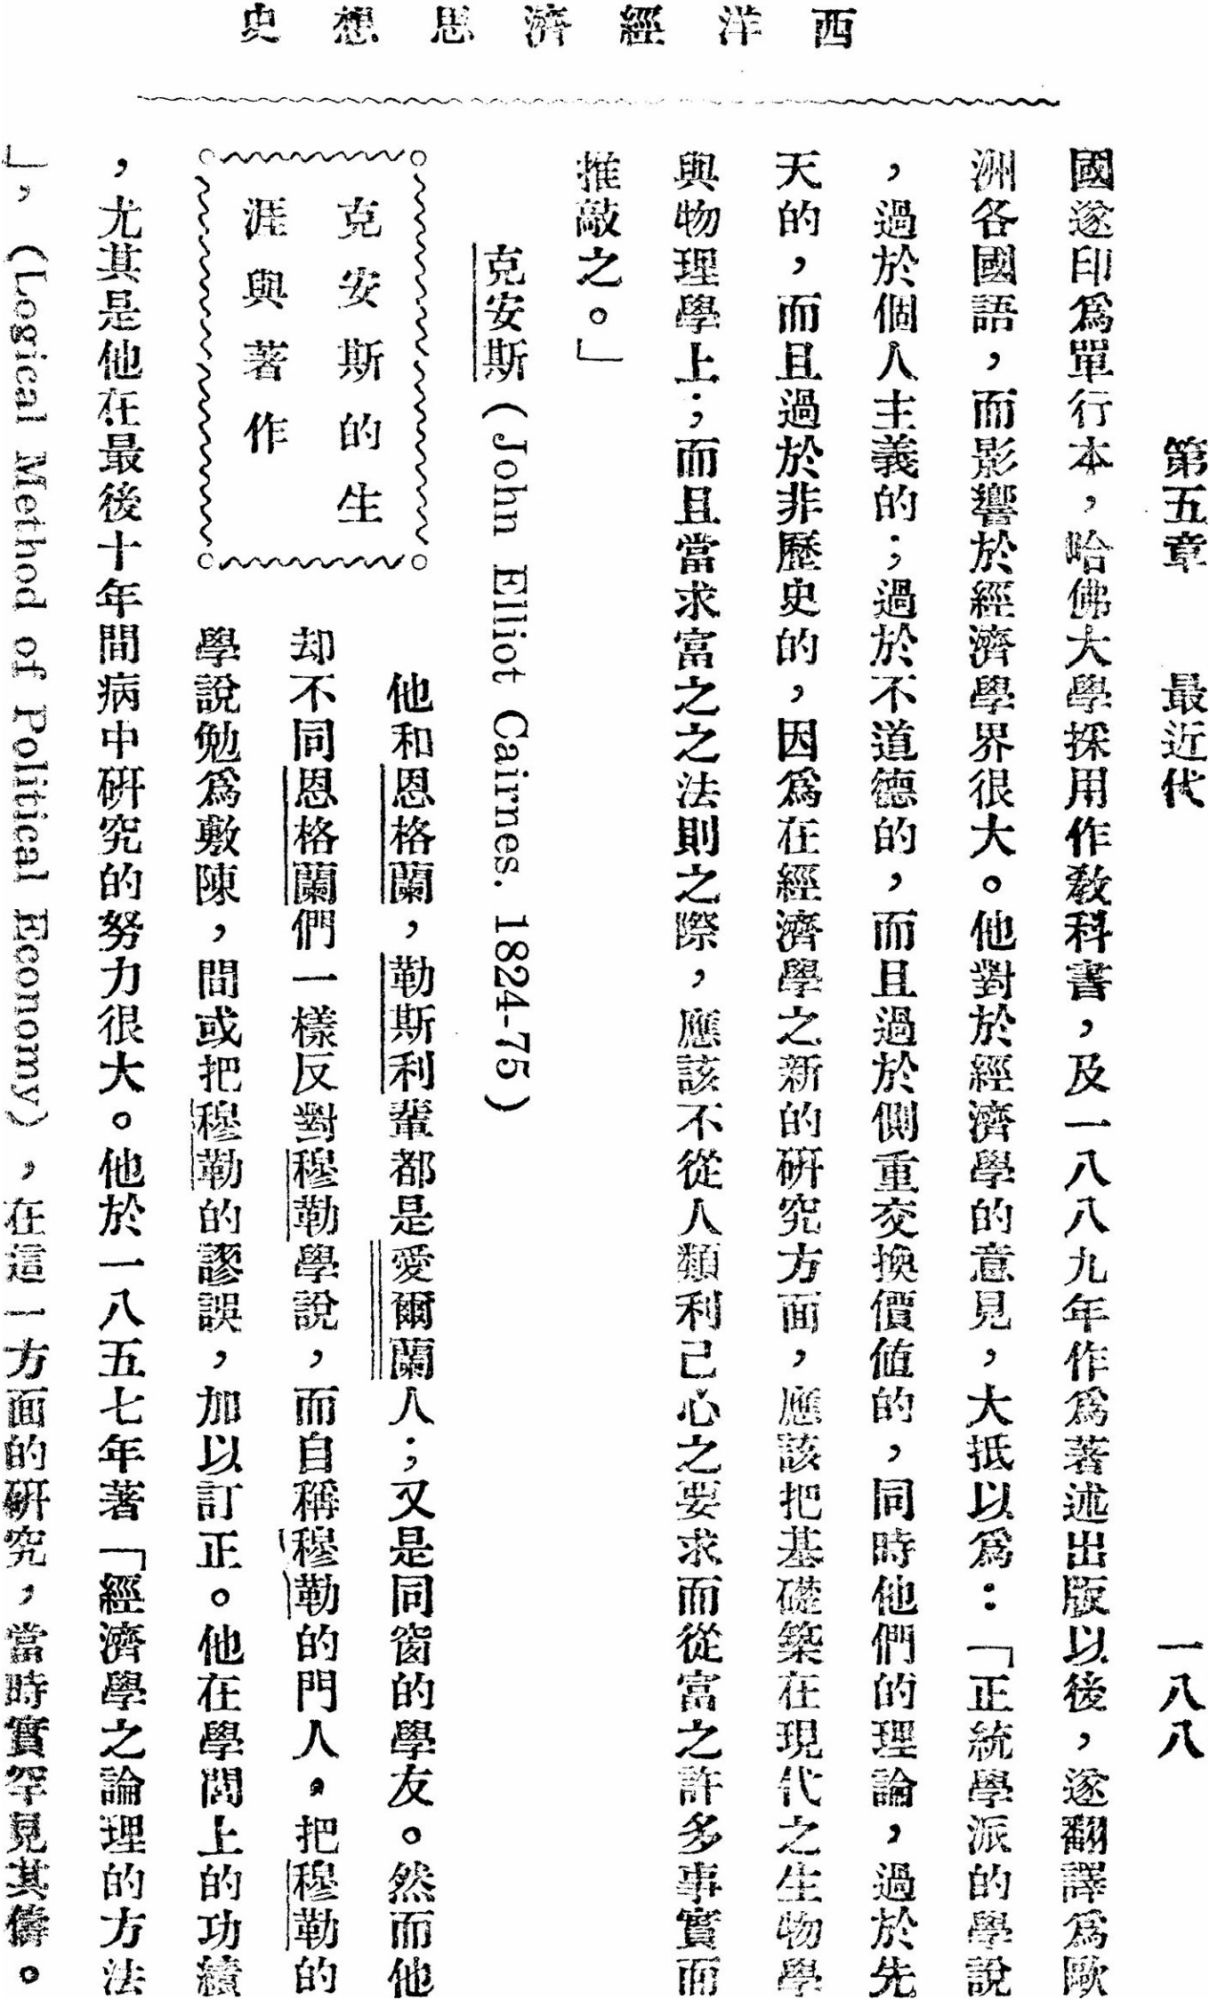 西洋經濟思想史
第五章 最近代 一八八
國遂印爲單行本，哈佛大學採用作教科書，及一八八九年作爲著述出版以後，遂翻譯爲歐
洲各國語，而影響於經濟學界很大。他對於經濟學的意見，大抵以爲：「正統學派的學說
，過於個人主義的；過於不道德的，而且過於側重交換價值的，同時他們的理論，過於先
天的，而且過於非歷史的，因爲在經濟學之新的研究方面，應該把基礎築在現代之生物學
與物理學上；而且當求富之之法則之際，應該不從人類利己心之要求而從富之許多事實而
推敲之。」
克安斯(John Elliot Cairnes. 1824-75)
克安斯的生
涯與著作
他和恩格蘭，勒斯利輩都是愛爾蘭人；又是同窗的學友。然而他
却不同恩格蘭們一樣反對穆勒學說，而自稱穆勒的門人，把穆勒的
學說勉爲敷陳，間或把穆勒的謬誤，加以訂正。他在學問上的功績
，尤其是他在最後十年間病中研究的努力很大。他於一八五七年著「經濟學之論理的方法
」，(Logical Method of Political Economy)，在這一方面的研究，當時實罕見其儔。